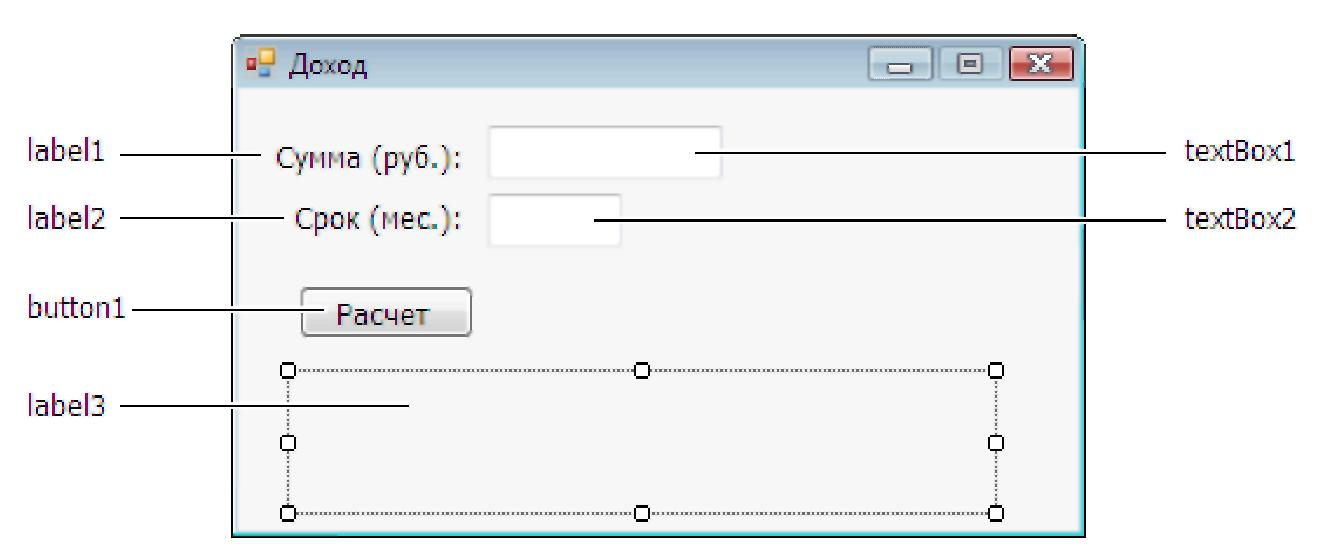 Доход
label1
Сумма (руб.):
textBox1
label2
Срок (мес.):
textBox2
button1
Расчет
label3